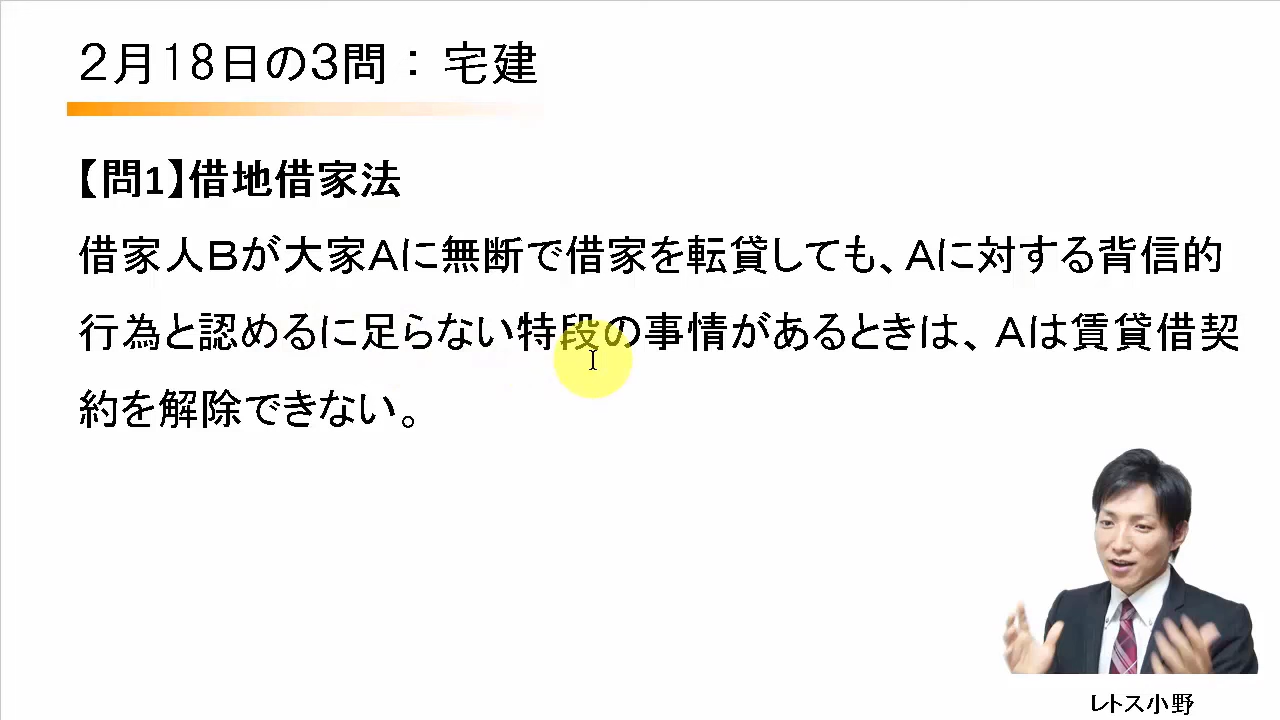 ２月18日の３問： 宅建
【問1】借地借家法
借家人Ｂが大家Ａに無断で借家を転貸しても、Ａに対する背信的
行為と認めるに足らない特段の事情があるときは、Ａは賃貸借契
約を解除できない。
レトス小野